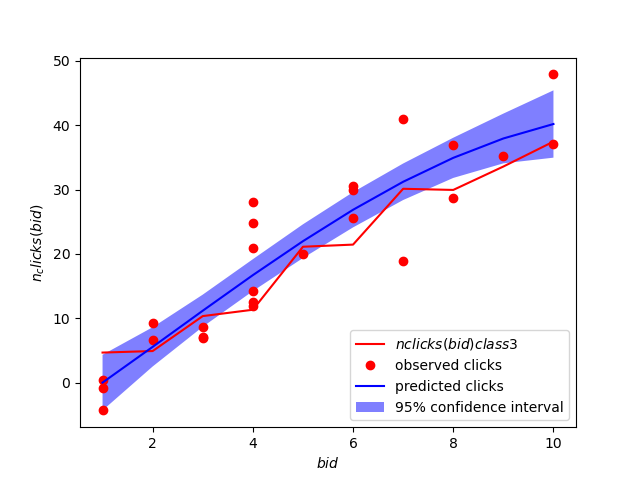 50
40
30
20
10
0
n_clicks(bid)
2
4
6
8
10
bid
nclicks(bid)class3
observed clicks
predicted clicks
95% confidence interval